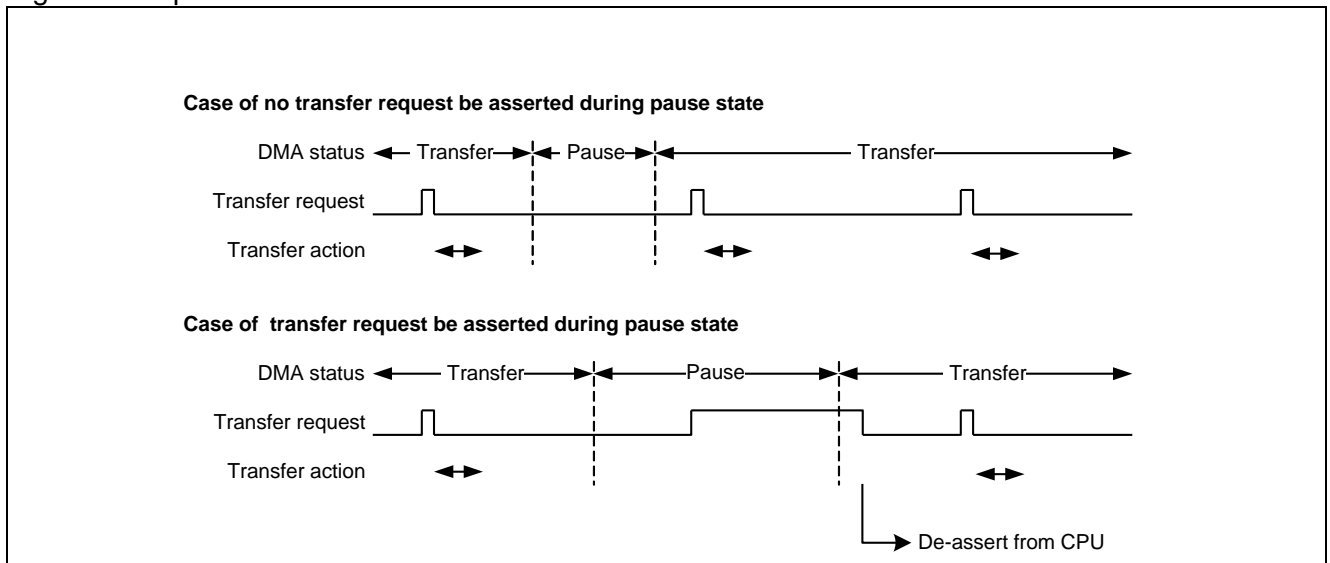 Case of no transfer request be asserted during pause state
DMA status Transfer Pause Transfer
Transfer request
Transfer action
Case of transfer request be asserted during pause state
DMA status Transfer Pause Transfer
Transfer request
Transfer action
De-assert from CPU